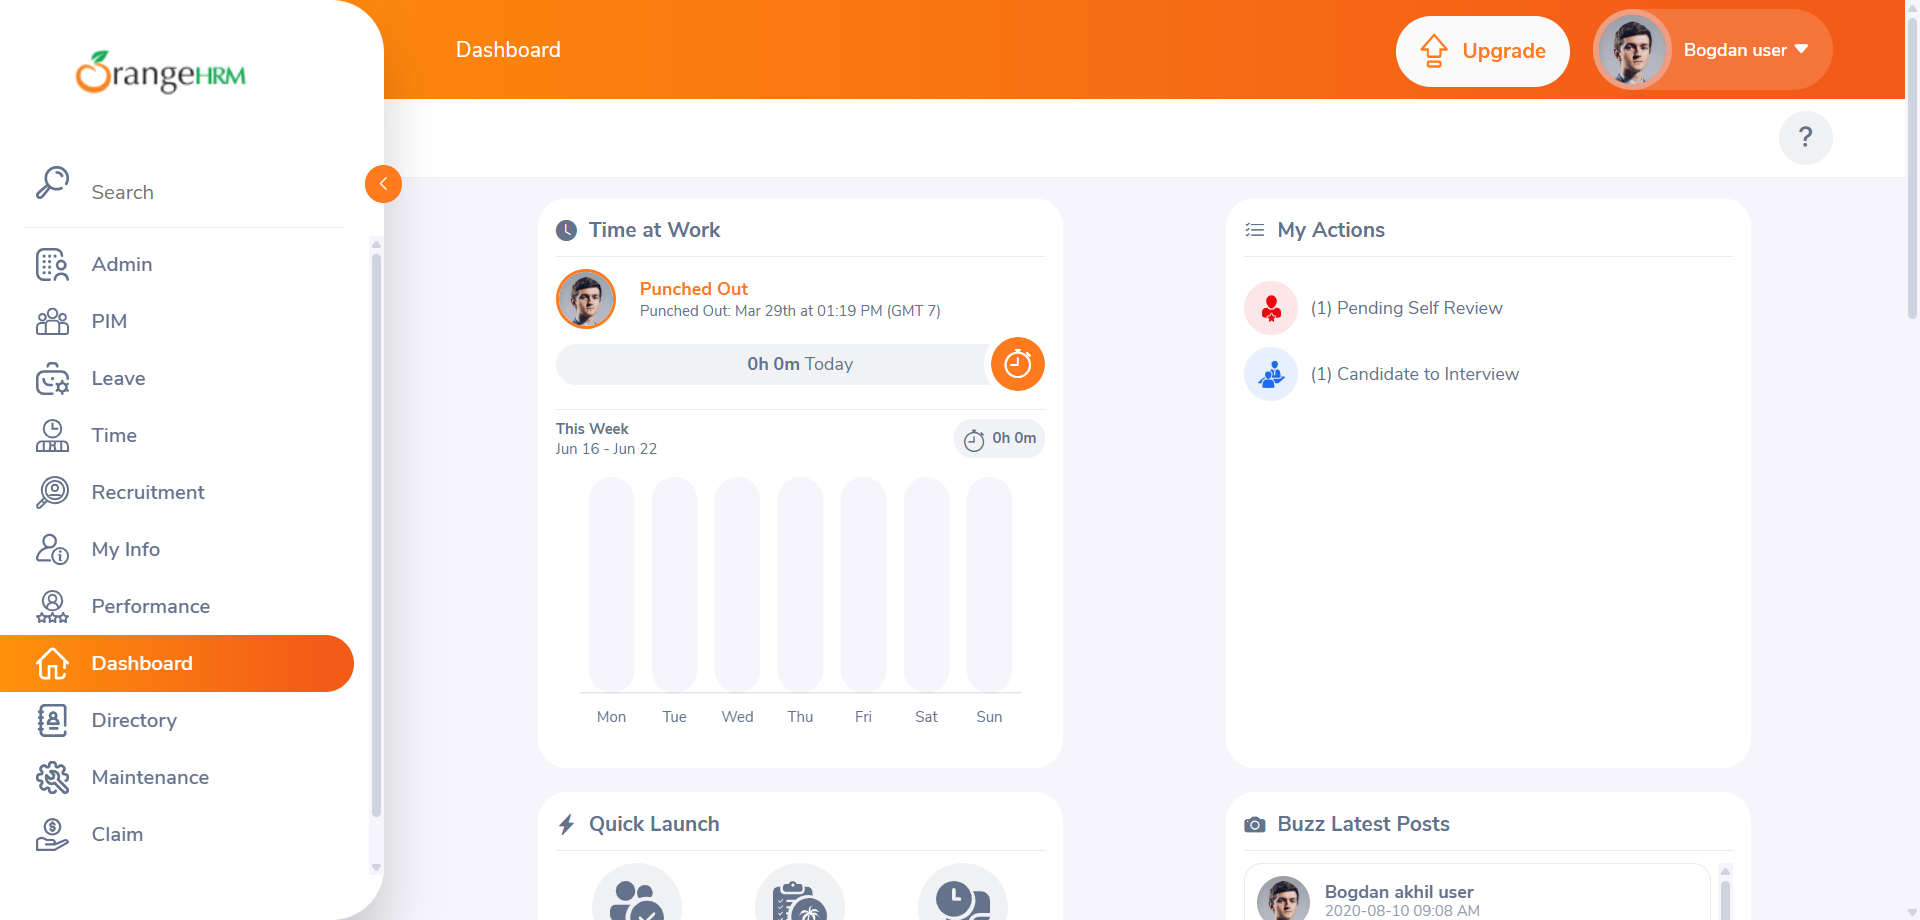 OrangeHRM
Search
Admin
PIM
Leave
Time
Recruitment
My Info
Performance
Dashboard
Directory
Maintenance
Claim
Dashboard
Upgrade
Bogdan user
?
Time at Work
Punched Out
Punched Out: Mar 29th at 01:19 PM (GMT 7)
0h 0m Today
This Week
Jun 16 - Jun 22
0h 0m
Mon Tue Wed Thu Fri Sat Sun
My Actions
(1) Pending Self Review
(1) Candidate to Interview
Quick Launch
Buzz Latest Posts
Bogdan akhil user
2020-08-10 09:08 AM